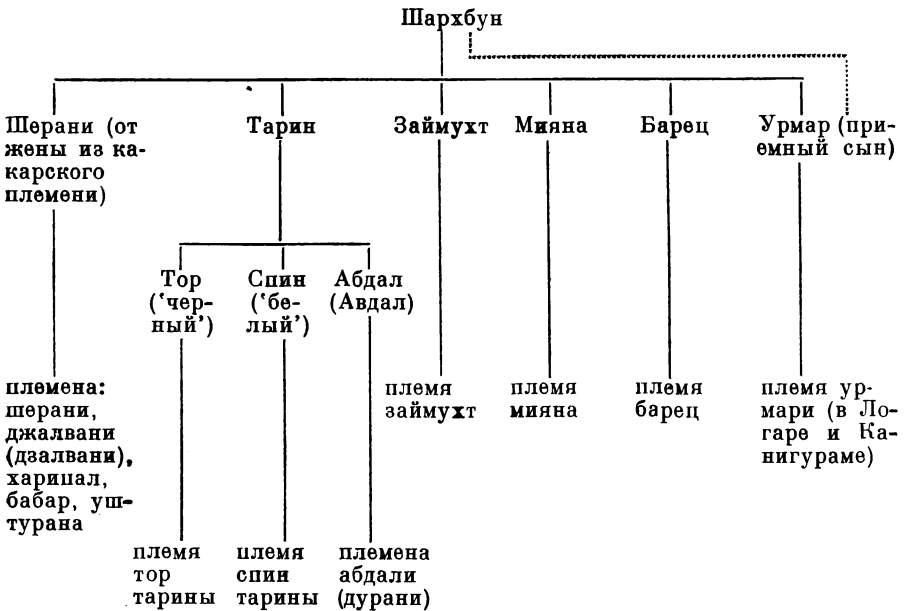 Шархбун
Шерани (от
жены из ка-
карского
племени)
Тарин
Займухт
Мияна
Барец
Урмар (при-
емный сын)
Тор
(‘чер-
ный’)
Спин
(‘бе-
лый’)
Абдал
(Авдал)
племена:
шерани,
джалвани
(дзалвани),
харипал,
бабар, уш-
турана
племя
займухт
племя
мияна
племя
барец
племя ур-
мари (в Ло-
гаре и Ка-
нигураме)
племя
тор
тарины
племя
спин
тарины
племена
абдали
(дурани)